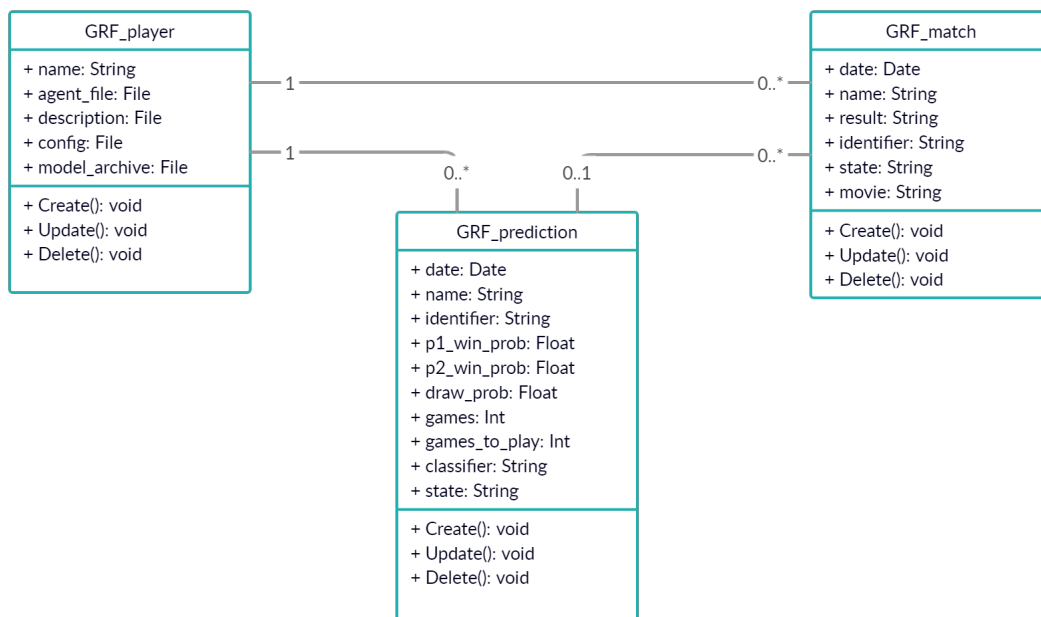 GRF_player
+ name: String
+ agent_file: File
+ description: File
+ config: File
+ model_archive: File
+ Create(): void
+ Update(): void
+ Delete(): void
1
0..*
1
0..*
0..1
0..*
GRF_match
+ date: Date
+ name: String
+ result: String
+ identifier: String
+ state: String
+ movie: String
+ Create(): void
+ Update(): void
+ Delete(): void
GRF_prediction
+ date: Date
+ name: String
+ identifier: String
+ p1_win_prob: Float
+ p2_win_prob: Float
+ draw_prob: Float
+ games: Int
+ games_to_play: Int
+ classifier: String
+ state: String
+ Create(): void
+ Update(): void
+ Delete(): void